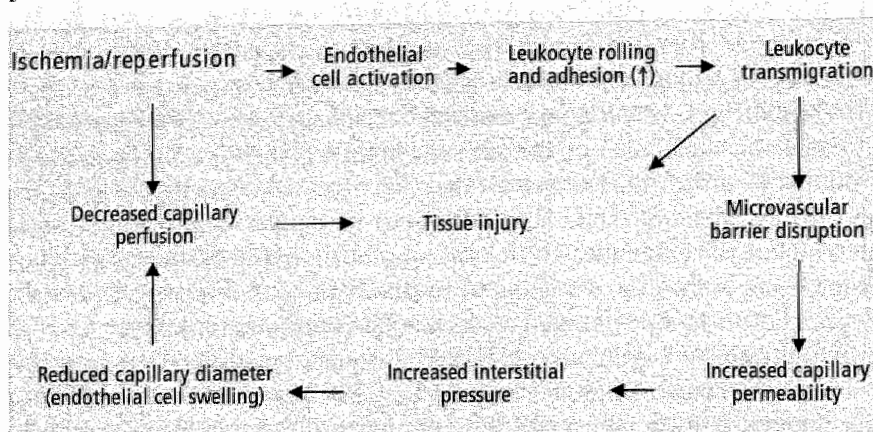 Ischemia/reperfusion
Endothelial
cell activation
Leukocyte rolling
and adhesion (↑)
Leukocyte
transmigration
Decreased capillary
perfusion
Tissue injury
Microvascular
barrier disruption
Reduced capillary diameter
(endothelial cell swelling)
Increased interstitial
pressure
Increased capillary
permeability